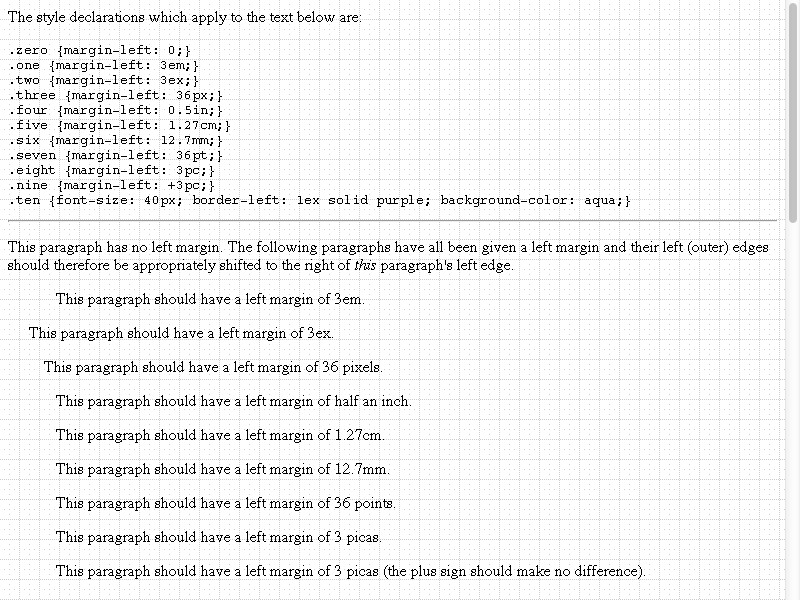 The style declarations which apply to the text below are:
.zero {margin-left: 0;}
.one {margin-left: 3em;}
.two {margin-left: 3ex;}
.three {margin-left: 36px;}
.four {margin-left: 0.5in;}
.five {margin-left: 1.27cm;}
.six {margin-left: 12.7mm;}
.seven {margin-left: 36pt;}
.eight {margin-left: 3pc;}
.nine {margin-left: +3pc;}
.ten {font-size: 40px; border-left: 1ex solid purple; background-color: aqua;}
This paragraph has no left margin. The following paragraphs have all been given a left margin and their left (outer) edges
should therefore be appropriately shifted to the right of this paragraph's left edge.
This paragraph should have a left margin of 3em.
This paragraph should have a left margin of 3ex.
This paragraph should have a left margin of 36 pixels.
This paragraph should have a left margin of half an inch.
This paragraph should have a left margin of 1.27cm.
This paragraph should have a left margin of 12.7mm.
This paragraph should have a left margin of 36 points.
This paragraph should have a left margin of 3 picas.
This paragraph should have a left margin of 3 picas (the plus sign should make no difference).